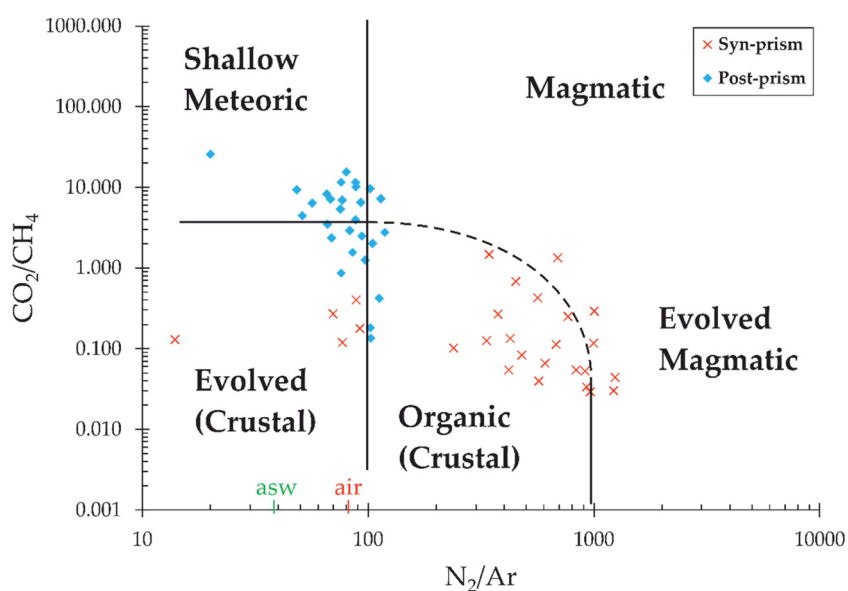 1000.000
100.000
10.000
1.000
0.100
0.010
0.001
CO₂/CH₄
Shallow
Meteoric
Magmatic
Syn-prism
Post-prism
Evolved
Magmatic
Evolved
(Crustal)
Organic
(Crustal)
asw
air
10
100
1000
10000
N₂/Ar